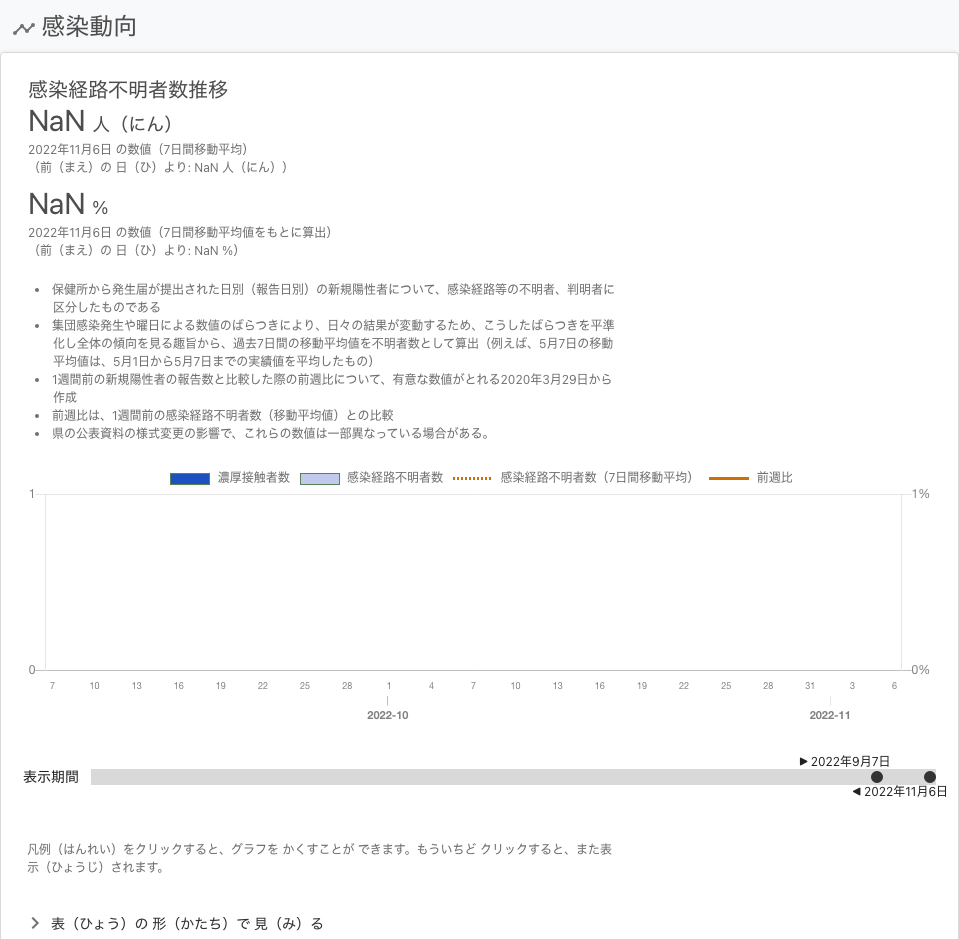 感染動向
感染経路不明者数推移
NaN 人（にん）
2022年11月6日 の数値（7日間移動平均）
（前（まえ）の 日（ひ）より: NaN 人（にん））
NaN %
2022年11月6日 の数値（7日間移動平均値をもとに算出）
（前（まえ）の 日（ひ）より: NaN %）
• 保健所から発生届が提出された日別（報告日別）の新規陽性者について、感染経路等の不明者、判明者に
区分したものである
• 集団感染発生や曜日による数値のばらつきにより、日々の結果が変動するため、こうしたばらつきを平準
化し全体の傾向を見る趣旨から、過去7日間の移動平均値を不明者数として算出（例えば、5月7日の移動
平均値は、5月1日から5月7日までの実績値を平均したもの）
• 1週間前の新規陽性者の報告数と比較した際の前週比について、有意な数値がとれる2020年3月29日から
作成
• 前週比は、1週間前の感染経路不明者数（移動平均値）との比較
• 県の公表資料の様式変更の影響で、これらの数値は一部異なっている場合がある。
濃厚接触者数 感染経路不明者数 感染経路不明者数（7日間移動平均） 前週比
1 1%
0 0%
7 10 13 16 19 22 25 28 1 4 7 10 13 16 19 22 25 28 31 3 6
2022-10 2022-11
2022年9月7日
表示期間
2022年11月6日
凡例（はんれい）をクリックすると、グラフを かくすことが できます。もういちど クリックすると、また表
示（ひょうじ）されます。
表（ひょう）の 形（かたち）で 見（み）る